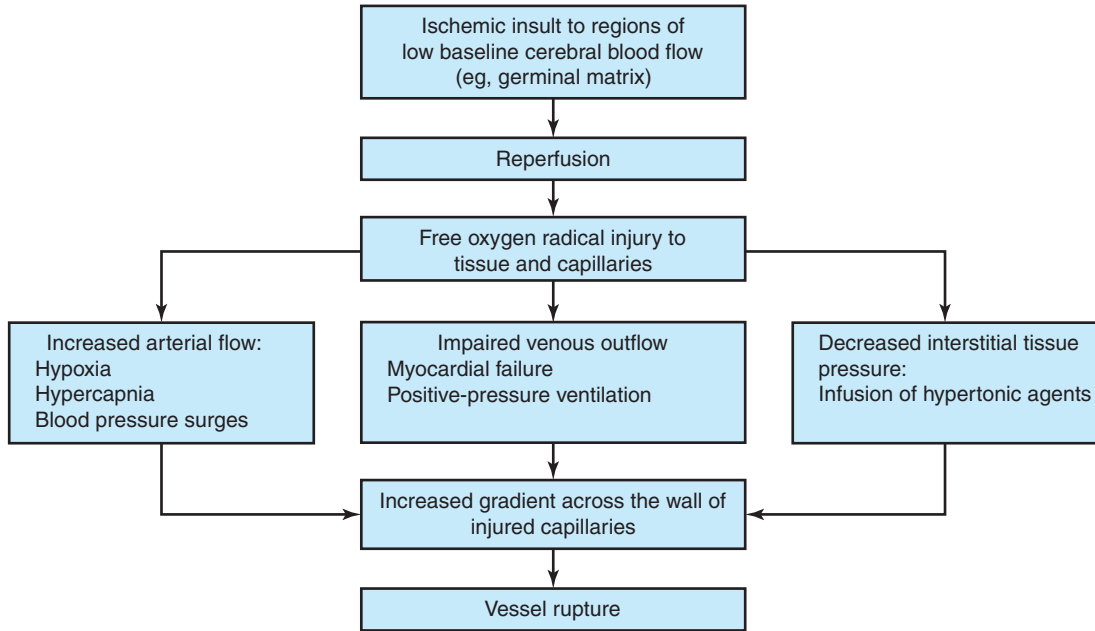 Ischemic insult to regions of
low baseline cerebral blood flow
(eg, germinal matrix)
Reperfusion
Free oxygen radical injury to
tissue and capillaries
Increased arterial flow:
Hypoxia
Hypercapnia
Blood pressure surges
Impaired venous outflow
Myocardial failure
Positive-pressure ventilation
Decreased interstitial tissue
pressure:
Infusion of hypertonic agents
Increased gradient across the wall of
injured capillaries
Vessel rupture